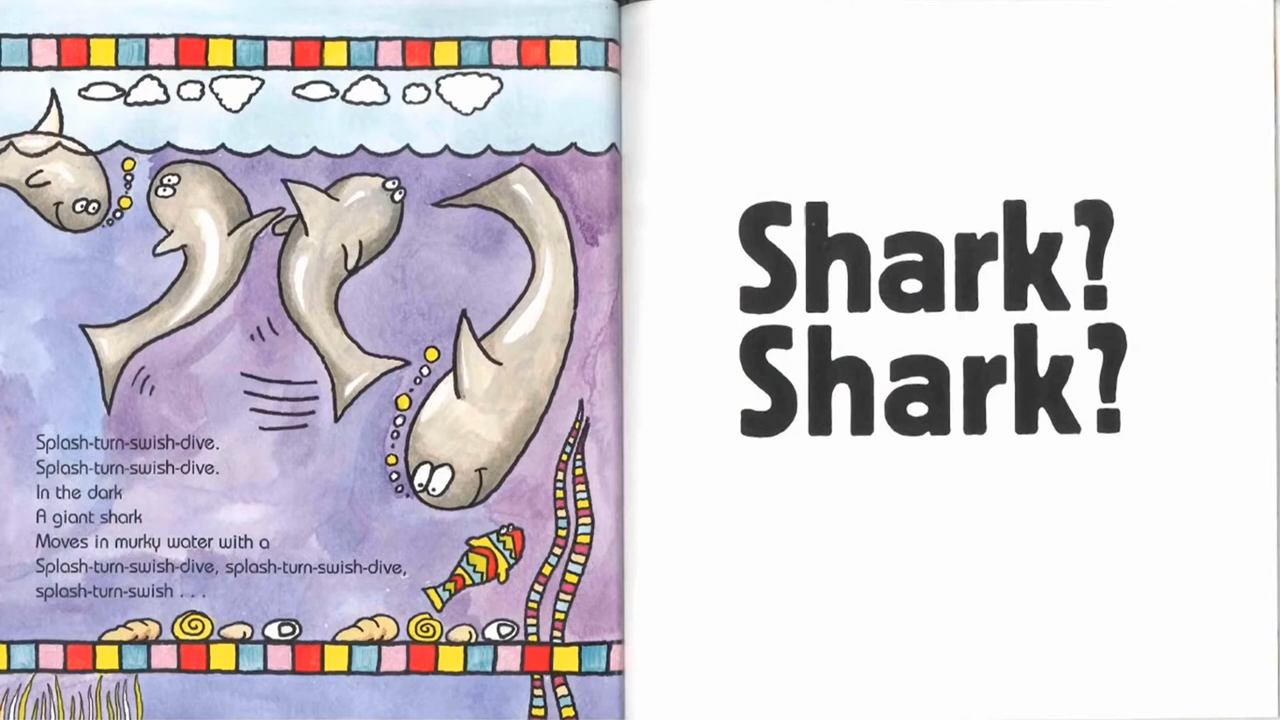 Splash-turn-swish-dive.
Splash-turn-swish-dive.
In the dark
A giant shark
Moves in murky water with a
Splash-turn-swish-dive, splash-turn-swish-dive,
splash-turn-swish . . .
Shark?
Shark?